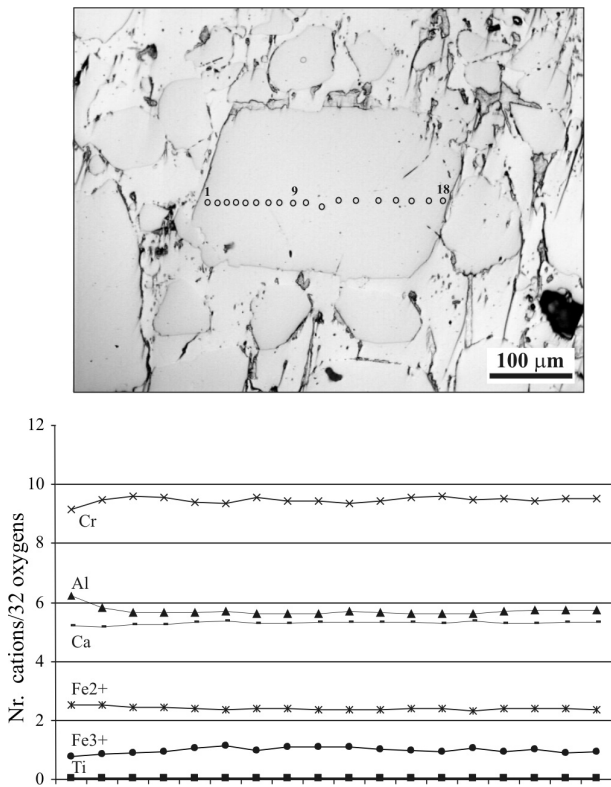 1
9
18
100 μm
Nr. cations/32 oxygens
12
10
8
6
4
2
0
Cr
Al
Ca
Fe2+
Fe3+
Ti